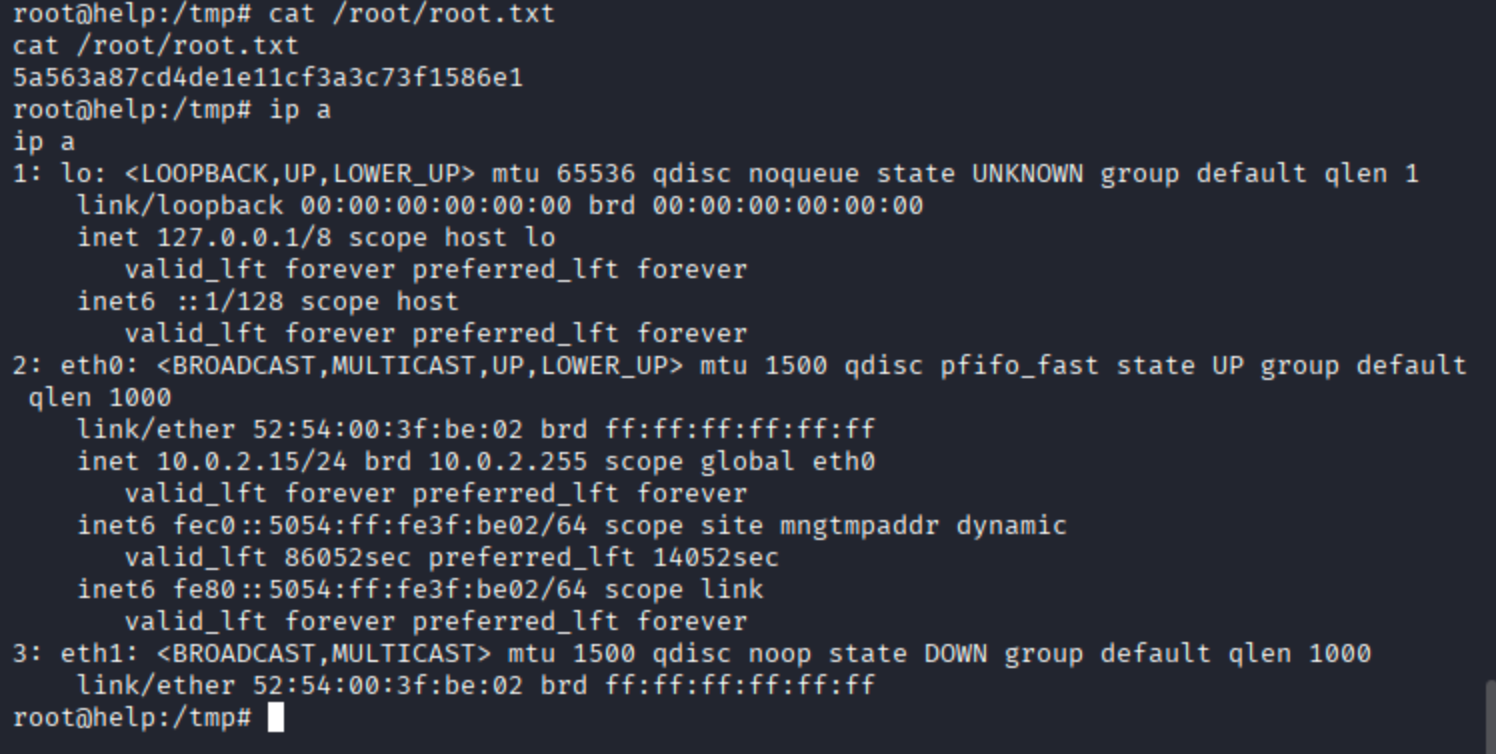 root@help:/tmp# cat /root/root.txt
cat /root/root.txt
5a563a87cd4de1e11cf3a3c73f1586e1
root@help:/tmp# ip a
ip a
1: lo: <LOOPBACK,UP,LOWER_UP> mtu 65536 qdisc noqueue state UNKNOWN group default qlen 1
    link/loopback 00:00:00:00:00:00 brd 00:00:00:00:00:00
    inet 127.0.0.1/8 scope host lo
       valid_lft forever preferred_lft forever
    inet6 ::1/128 scope host
       valid_lft forever preferred_lft forever
2: eth0: <BROADCAST,MULTICAST,UP,LOWER_UP> mtu 1500 qdisc pfifo_fast state UP group default
 qlen 1000
    link/ether 52:54:00:3f:be:02 brd ff:ff:ff:ff:ff:ff
    inet 10.0.2.15/24 brd 10.0.2.255 scope global eth0
       valid_lft forever preferred_lft forever
    inet6 fec0::5054:ff:fe3f:be02/64 scope site mngtmpaddr dynamic
       valid_lft 86052sec preferred_lft 14052sec
    inet6 fe80::5054:ff:fe3f:be02/64 scope link
       valid_lft forever preferred_lft forever
3: eth1: <BROADCAST,MULTICAST> mtu 1500 qdisc noop state DOWN group default qlen 1000
    link/ether 52:54:00:3f:be:02 brd ff:ff:ff:ff:ff:ff
root@help:/tmp#